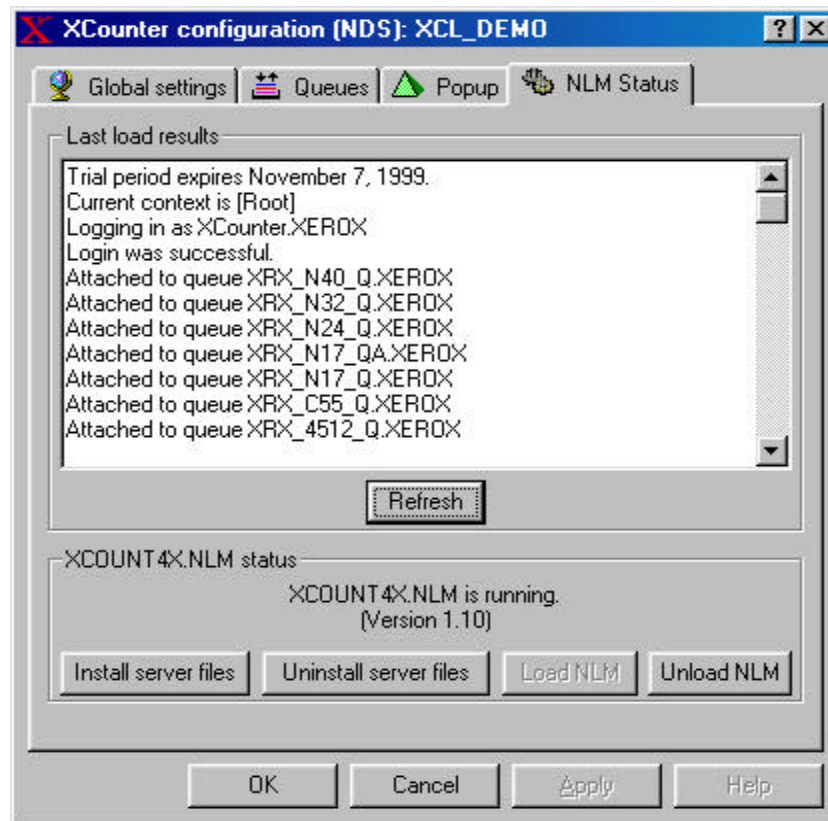 XCounter configuration (NDS): XCL_DEMO
Global settings Queues Popup NLM Status
Last load results
Trial period expires November 7, 1999.
Current context is [Root]
Logging in as XCounter.XEROX
Login was successful.
Attached to queue XRX_N40_Q.XEROX
Attached to queue XRX_N32_Q.XEROX
Attached to queue XRX_N24_Q.XEROX
Attached to queue XRX_N17_QA.XEROX
Attached to queue XRX_N17_Q.XEROX
Attached to queue XRX_C55_Q.XEROX
Attached to queue XRX_4512_Q.XEROX
Refresh
XCOUNT4X.NLM status
XCOUNT4X.NLM is running.
(Version 1.10)
Install server files Uninstall server files Load NLM Unload NLM
OK Cancel Apply Help